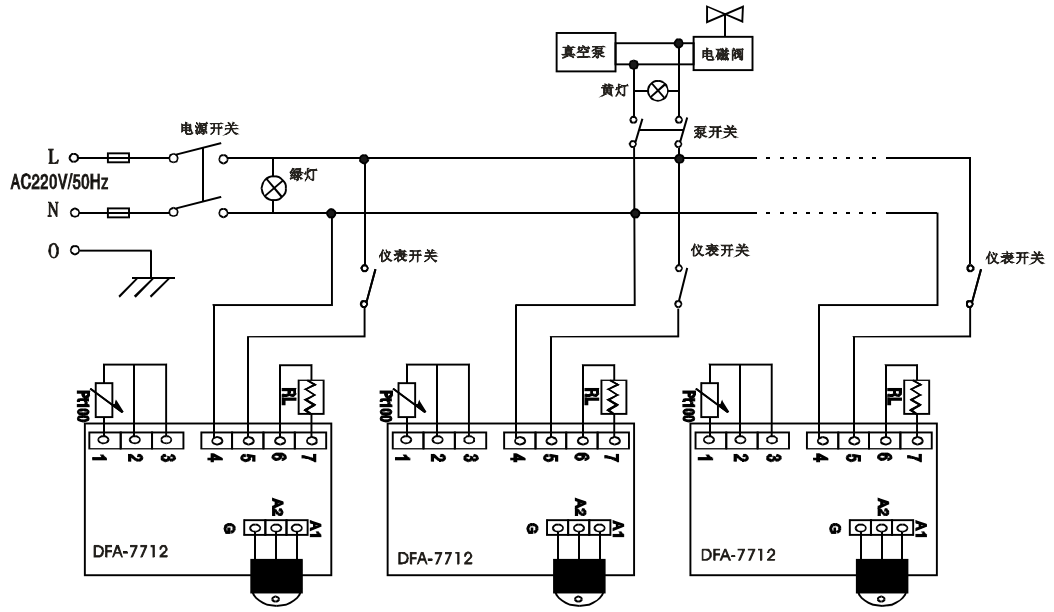 真空泵
电磁阀
黄灯
电源开关
泵开关
L
AC220V/50Hz
绿灯
N
O
仪表开关
仪表开关
仪表开关
Pt100
RL
Pt100
RL
Pt100
RL
1 2 3 4 5 6 7
1 2 3 4 5 6 7
1 2 3 4 5 6 7
G A2 A1
G A2 A1
G A2 A1
DFA-7712
DFA-7712
DFA-7712